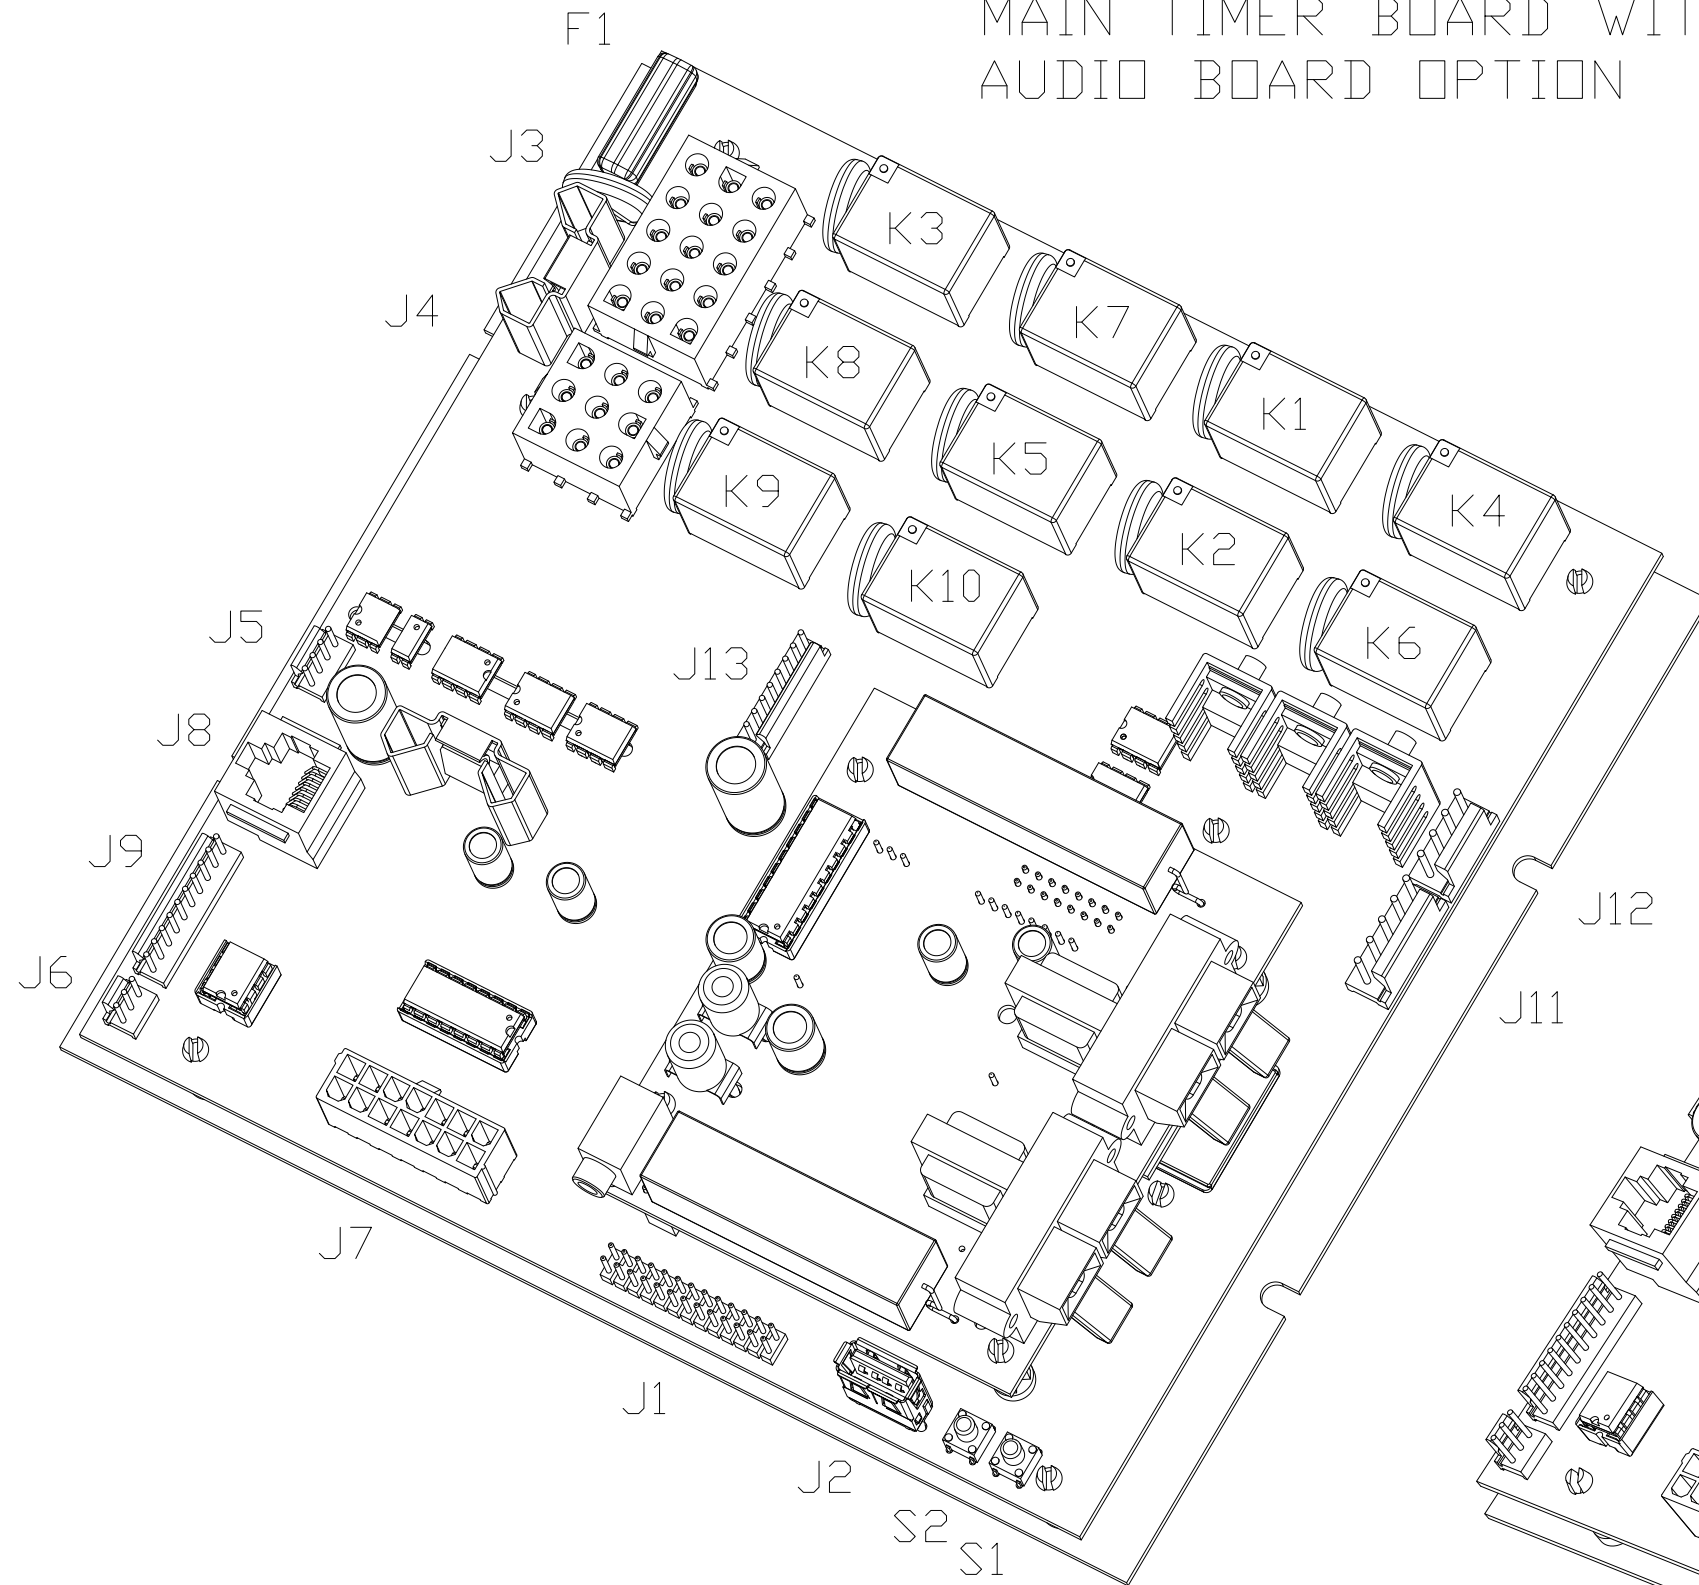 MAIN TIMER BOARD WIT
AUDIO BOARD OPTION
F1
J3
K3
J4
K7
K8
K1
K5
K9
K4
K2
K10
J5
K6
J13
J8
J9
J12
J6
J11
J7
J1
J2
S2
S1